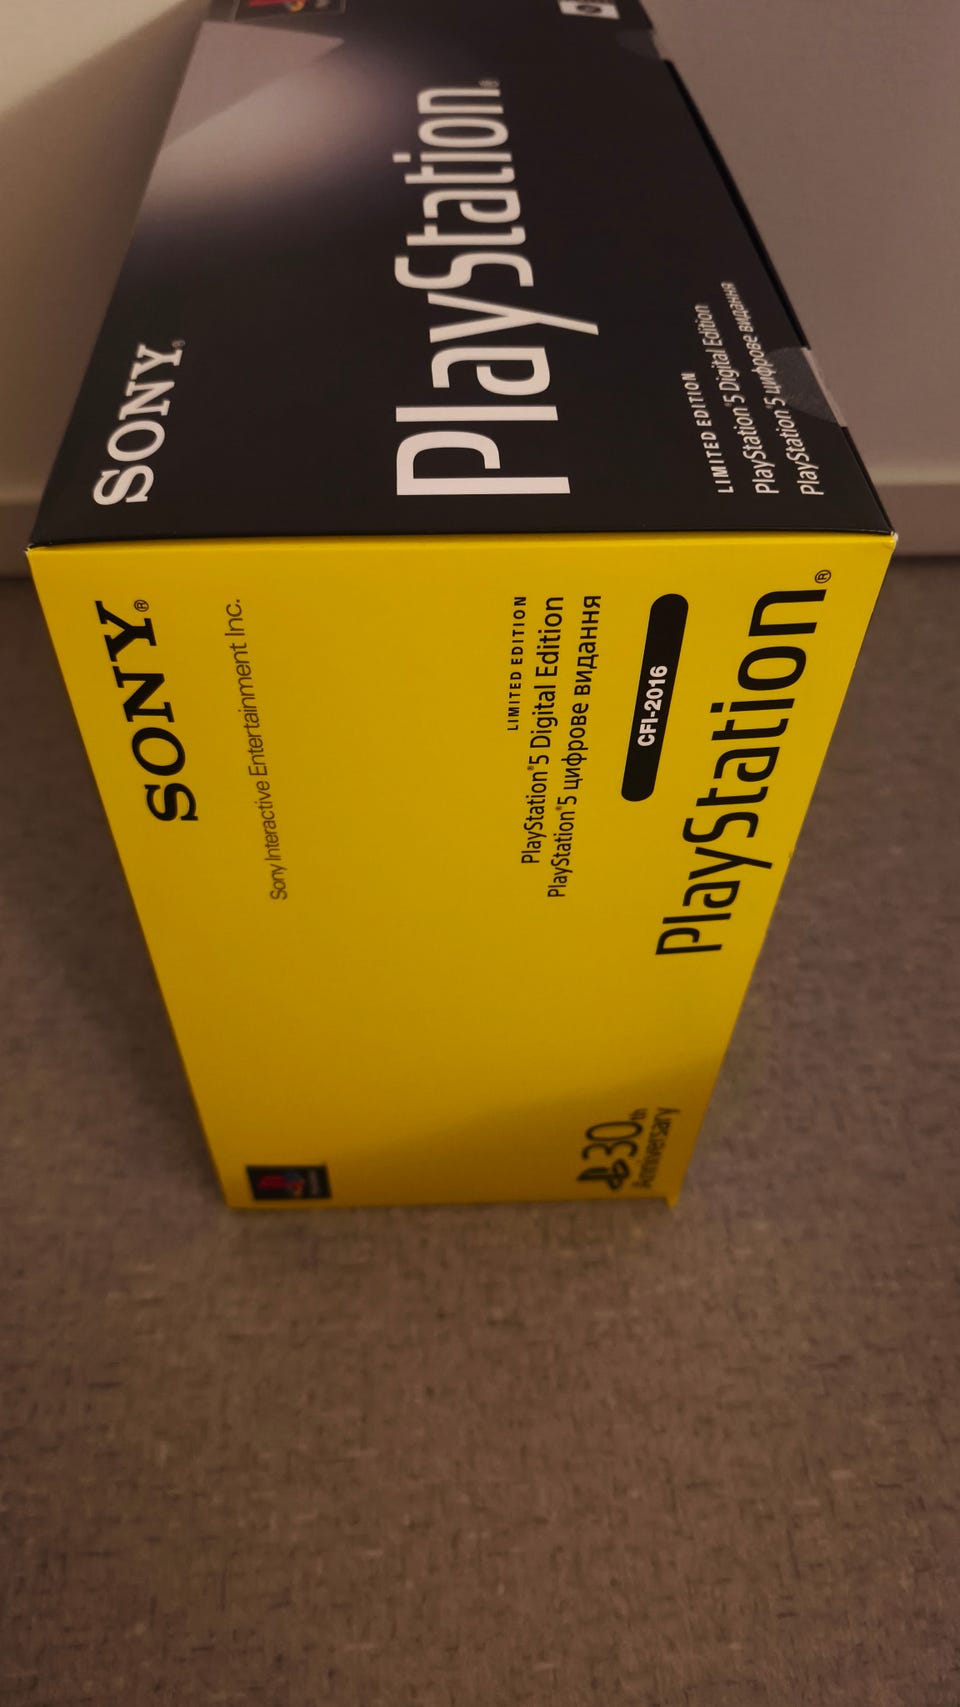 SONY®
PlayStation®
LIMITED EDITION
PlayStation®5 Digital Edition
PlayStation®5 цифрове видання
SONY®
Sony Interactive Entertainment Inc.
LIMITED EDITION
PlayStation®5 Digital Edition
PlayStation®5 цифрове видання
CFI-2016
PlayStation®
30th
Anniversary